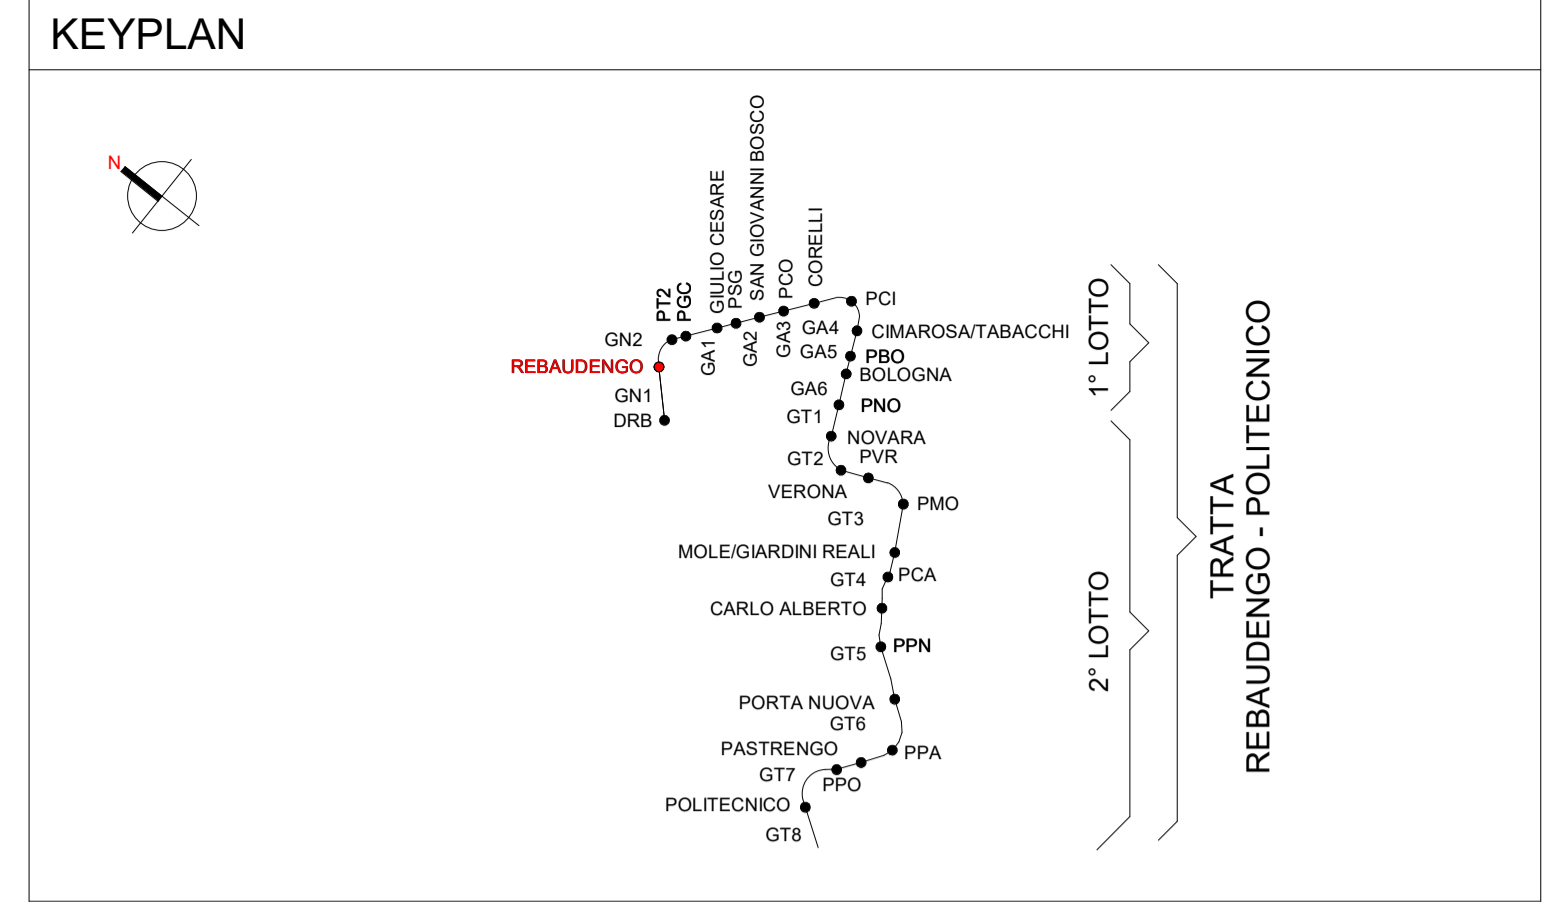 KEYPLAN
N
SAN GIOVANNI BOSCO
GIULIO CESARE
CORELLI
PCO
PSG
PT2
PGC
PCI
GN2
GA1
GA2
GA3
GA4
CIMAROSA/TABACCHI
GA5
PBO
REBAUDENGO
BOLOGNA
GN1
GA6
PNO
DRB
GT1
NOVARA
GT2
PVR
VERONA
PMO
GT3
MOLE/GIARDINI REALI
GT4
PCA
CARLO ALBERTO
GT5
PPN
PORTA NUOVA
GT6
PASTRENGO
PPA
GT7
PPO
POLITECNICO
GT8
1° LOTTO
2° LOTTO
TRATTA
REBAUDENGO - POLITECNICO